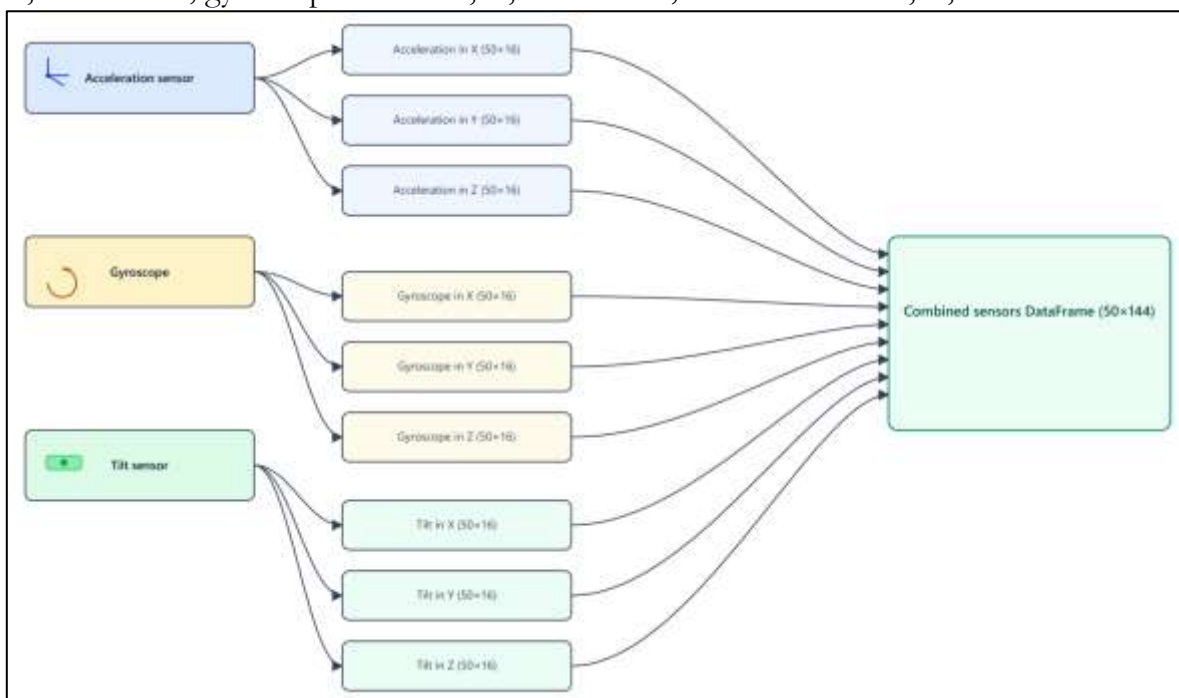 Acceleration sensor
Acceleration in X (50×16)
Acceleration in Y (50×16)
Acceleration in Z (50×16)
Gyroscope
Gyroscope in X (50×16)
Gyroscope in Y (50×16)
Gyroscope in Z (50×16)
Combined sensors DataFrame (50×144)
Tilt sensor
Tilt in X (50×16)
Tilt in Y (50×16)
Tilt in Z (50×16)